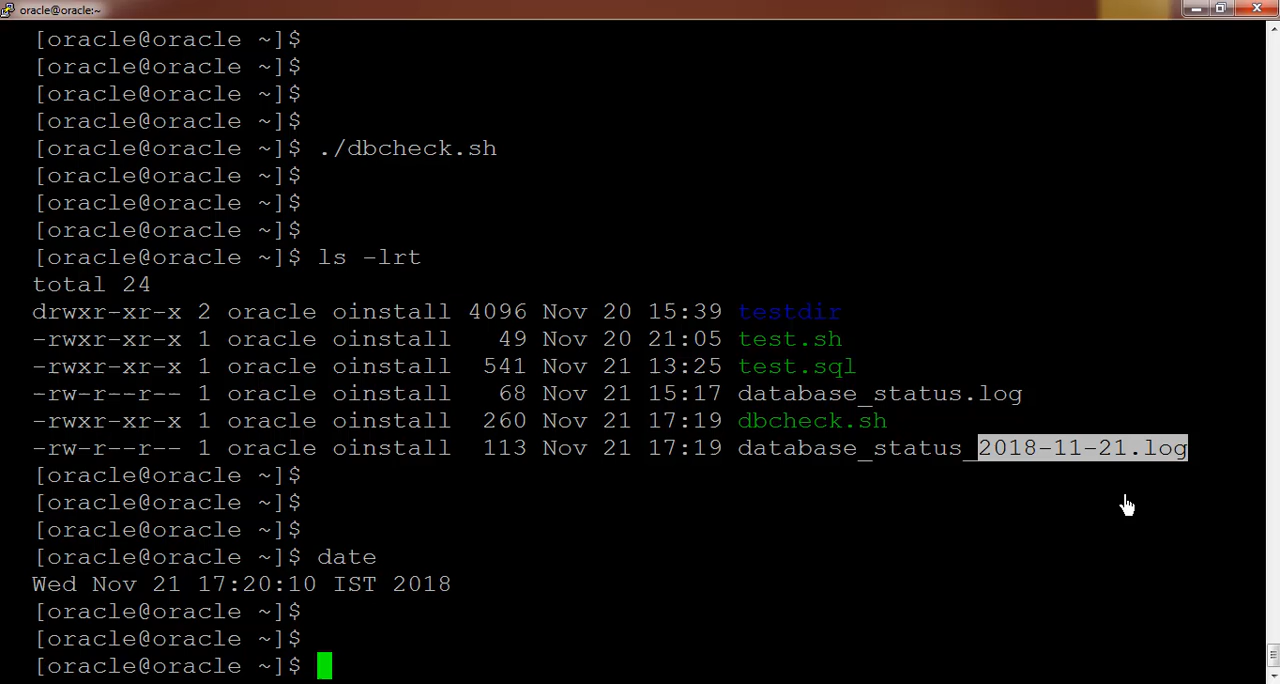 oracle@oracle:~
[oracle@oracle ~]$
[oracle@oracle ~]$
[oracle@oracle ~]$
[oracle@oracle ~]$
[oracle@oracle ~]$ ./dbcheck.sh
[oracle@oracle ~]$
[oracle@oracle ~]$
[oracle@oracle ~]$
[oracle@oracle ~]$ ls -lrt
total 24
drwxr-xr-x 2 oracle oinstall 4096 Nov 20 15:39 testdir
-rwxr-xr-x 1 oracle oinstall   49 Nov 20 21:05 test.sh
-rwxr-xr-x 1 oracle oinstall  541 Nov 21 13:25 test.sql
-rw-r--r-- 1 oracle oinstall   68 Nov 21 15:17 database_status.log
-rwxr-xr-x 1 oracle oinstall  260 Nov 21 17:19 dbcheck.sh
-rw-r--r-- 1 oracle oinstall  113 Nov 21 17:19 database_status_2018-11-21.log
[oracle@oracle ~]$
[oracle@oracle ~]$
[oracle@oracle ~]$
[oracle@oracle ~]$ date
Wed Nov 21 17:20:10 IST 2018
[oracle@oracle ~]$
[oracle@oracle ~]$
[oracle@oracle ~]$